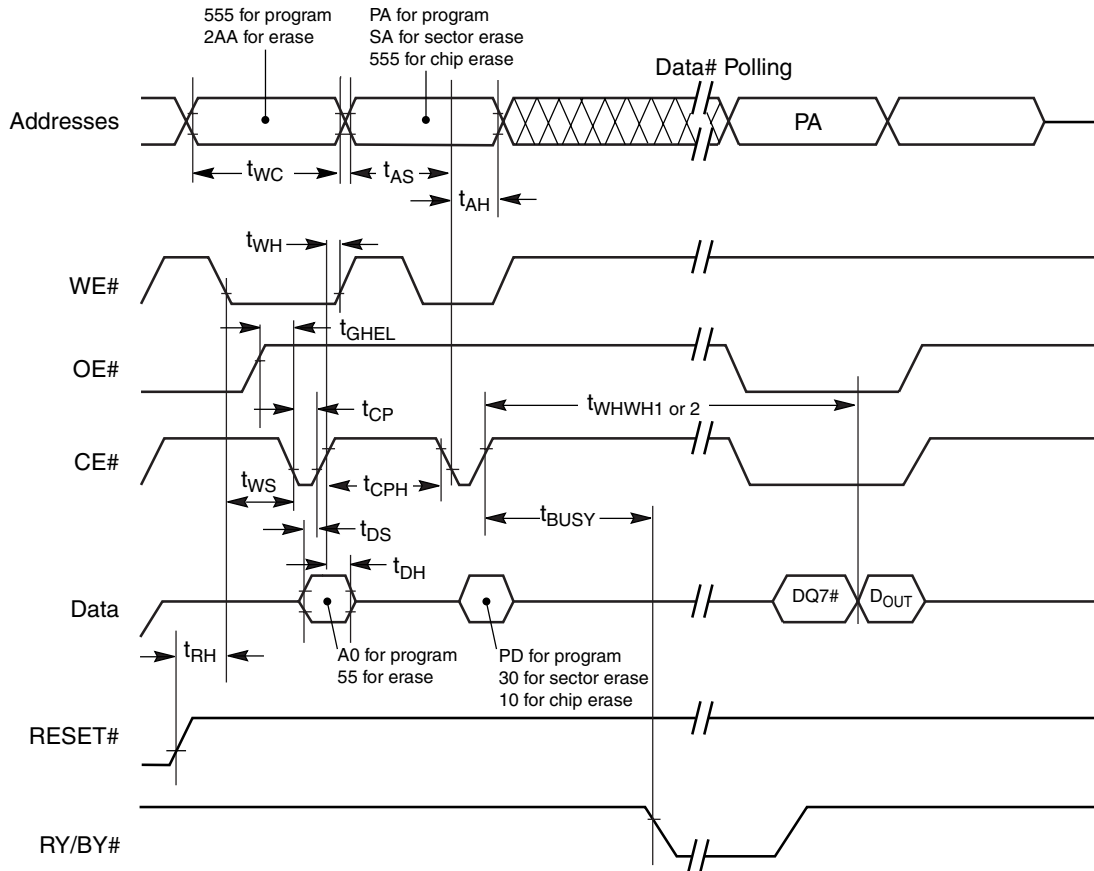 555 for program
2AA for erase
PA for program
SA for sector erase
555 for chip erase
Data# Polling
Addresses
PA
tWC
tAS
tAH
tWH
WE#
tGHEL
OE#
tWHWH1 or 2
tCP
CE#
tWS
tCPH
tBUSY
tDS
tDH
Data
DQ7#
DOUT
tRH
A0 for program
55 for erase
PD for program
30 for sector erase
10 for chip erase
RESET#
RY/BY#